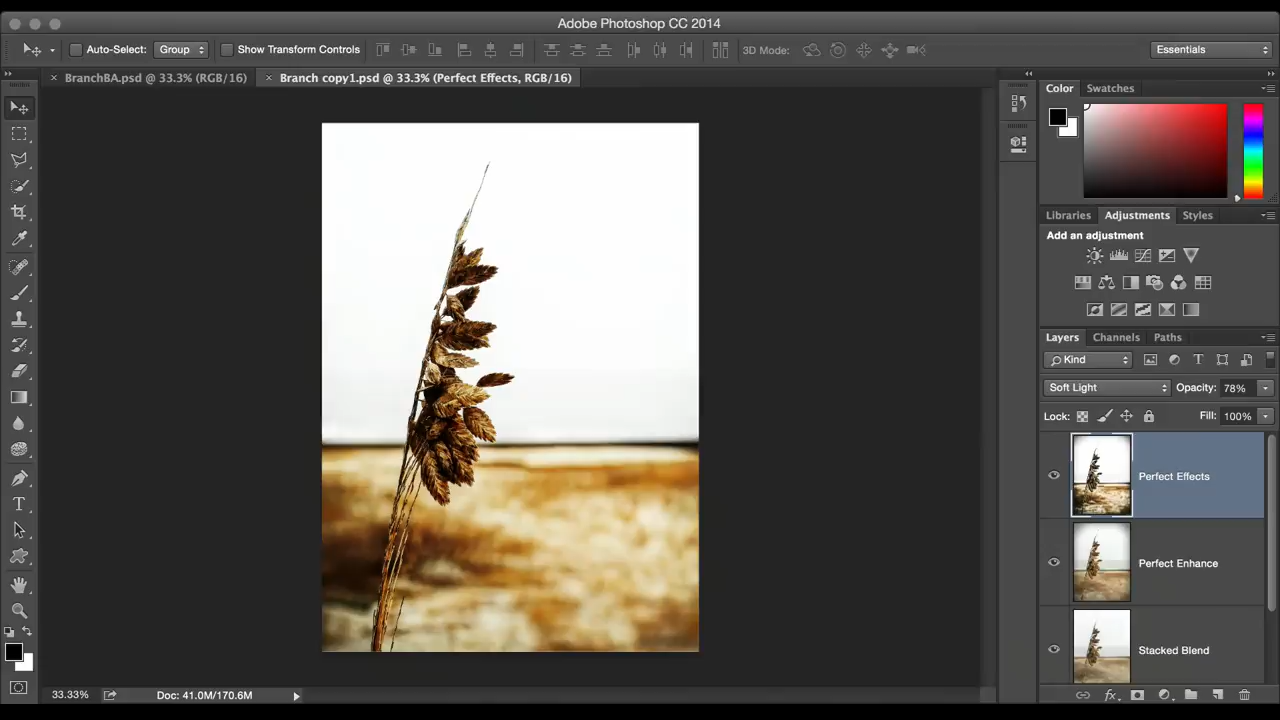 Adobe Photoshop CC 2014
Auto-Select: Group Show Transform Controls 3D Mode: Essentials
BranchBA.psd @ 33.3% (RGB/16) Branch copy1.psd @ 33.3% (Perfect Effects, RGB/16)
Color Swatches
Libraries Adjustments Styles
Add an adjustment
Layers Channels Paths
Kind
Soft Light Opacity: 78%
Lock: Fill: 100%
Perfect Effects
Perfect Enhance
Stacked Blend
33.33% Doc: 41.0M/170.6M